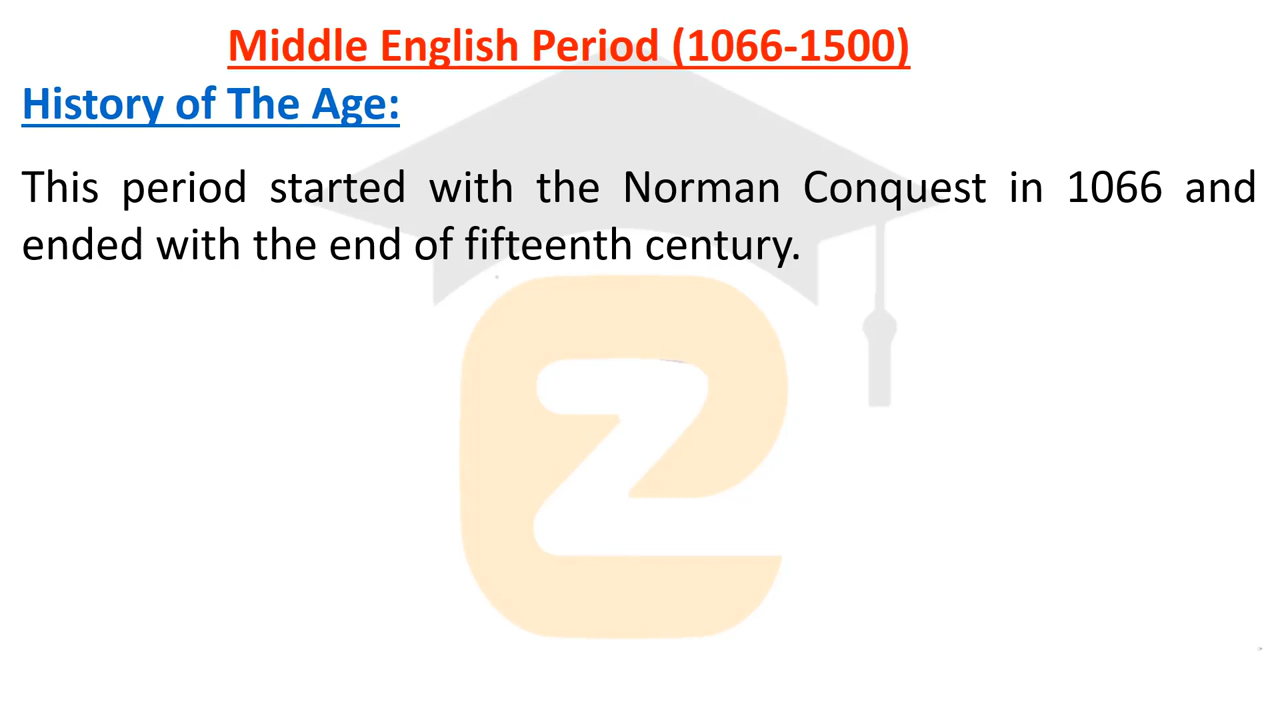 Middle English Period (1066-1500)
History of The Age:
This period started with the Norman Conquest in 1066 and
ended with the end of fifteenth century.